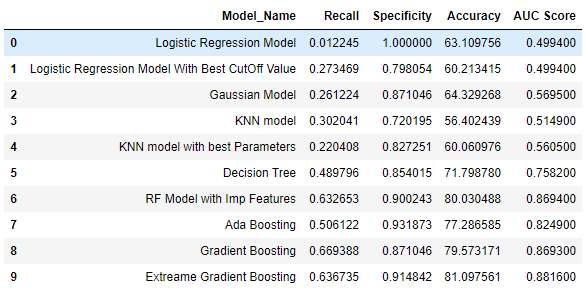 Model_Name Recall Specificity Accuracy AUC Score
0 Logistic Regression Model 0.012245 1.000000 63.109756 0.499400
1 Logistic Regression Model With Best CutOff Value 0.273469 0.798054 60.213415 0.499400
2 Gaussian Model 0.261224 0.871046 64.329268 0.569500
3 KNN model 0.302041 0.720195 56.402439 0.514900
4 KNN model with best Parameters 0.220408 0.827251 60.060976 0.560500
5 Decision Tree 0.489796 0.854015 71.798780 0.758200
6 RF Model with Imp Features 0.632653 0.900243 80.030488 0.869400
7 Ada Boosting 0.506122 0.931873 77.286585 0.824900
8 Gradient Boosting 0.669388 0.871046 79.573171 0.869300
9 Extreame Gradient Boosting 0.636735 0.914842 81.097561 0.881600